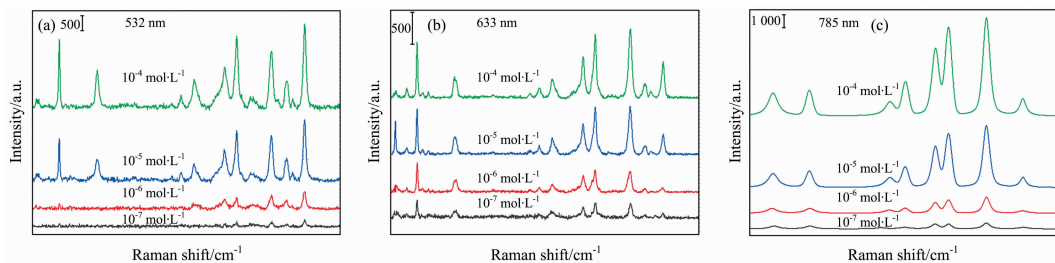 (a) 500 532 nm
10⁻⁴ mol·L⁻¹
10⁻⁵ mol·L⁻¹
10⁻⁶ mol·L⁻¹
10⁻⁷ mol·L⁻¹
Intensity/a.u.
Raman shift/cm⁻¹
(b) 500 633 nm
10⁻⁴ mol·L⁻¹
10⁻⁵ mol·L⁻¹
10⁻⁶ mol·L⁻¹
10⁻⁷ mol·L⁻¹
Intensity/a.u.
Raman shift/cm⁻¹
1 000 785 nm (c)
10⁻⁴ mol·L⁻¹
10⁻⁵ mol·L⁻¹
10⁻⁶ mol·L⁻¹
10⁻⁷ mol·L⁻¹
Intensity/a.u.
Raman shift/cm⁻¹